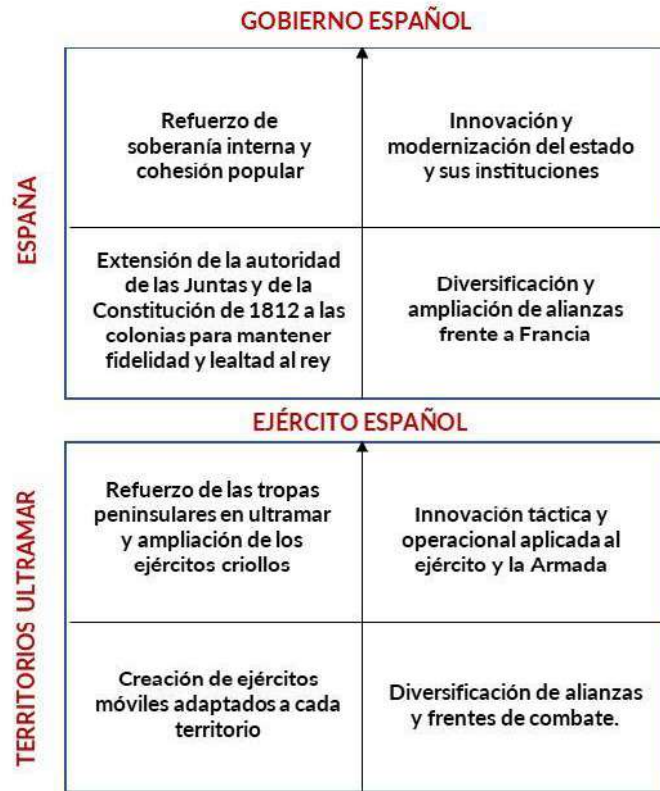 GOBIERNO ESPAÑOL
ESPAÑA
Refuerzo de
soberanía interna y
cohesión popular
Innovación y
modernización del estado
y sus instituciones
Extensión de la autoridad
de las Juntas y de la
Constitución de 1812 a las
colonias para mantener
fidelidad y lealtad al rey
Diversificación y
ampliación de alianzas
frente a Francia
EJÉRCITO ESPAÑOL
TERRITORIOS ULTRAMAR
Refuerzo de las tropas
peninsulares en ultramar
y ampliación de los
ejércitos criollos
Innovación táctica y
operacional aplicada al
ejército y la Armada
Creación de ejércitos
móviles adaptados a cada
territorio
Diversificación de alianzas
y frentes de combate.